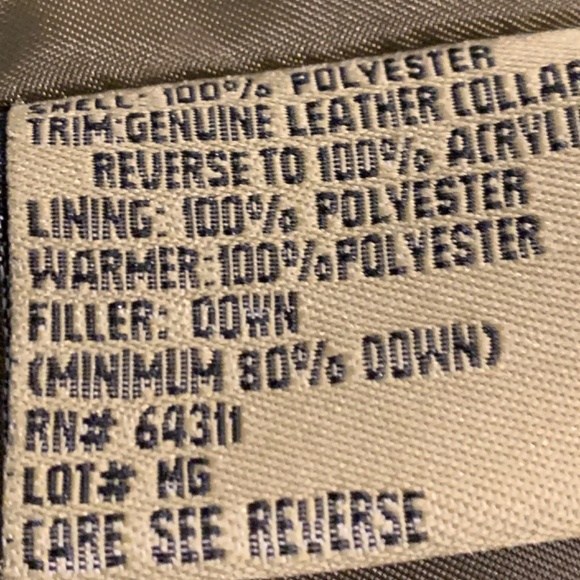 SHELL: 100% POLYESTER
TRIM:GENUINE LEATHER COLLAR
REVERSE TO 100% ACRYLI
LINING: 100% POLYESTER
WARMER:100%POLYESTER
FILLER: DOWN
(MINIMUM 80% DOWN)
RN# 64311
LOT# MG
CARE SEE REVERSE